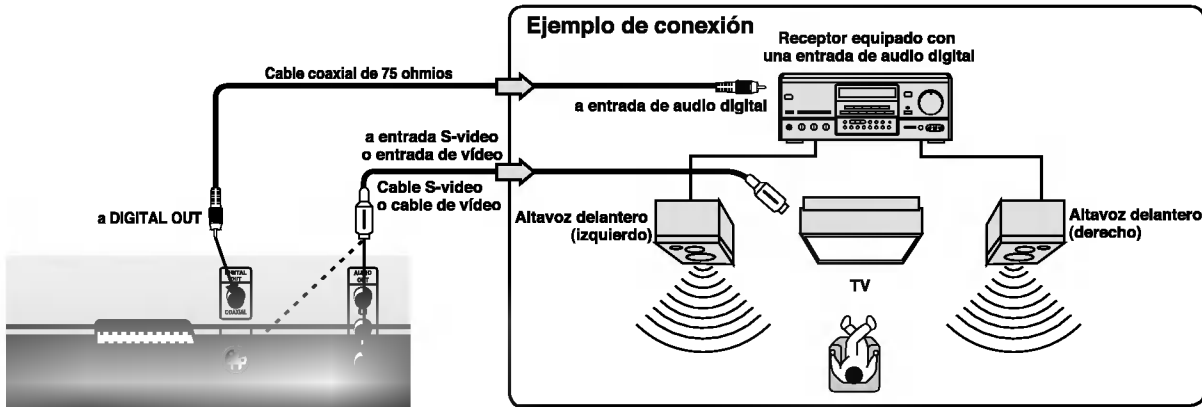 Ejemplo de conexión
Receptor equipado con
una entrada de audio digital
Cable coaxial de 75 ohmios
a entrada de audio digital
a entrada S-video
o entrada de vídeo
Cable S-video
o cable de vídeo
a DIGITAL OUT
Altavoz delantero
(izquierdo)
Altavoz delantero
(derecho)
TV
DIGITAL
OUT
COAXIAL
AUDIO
OUT